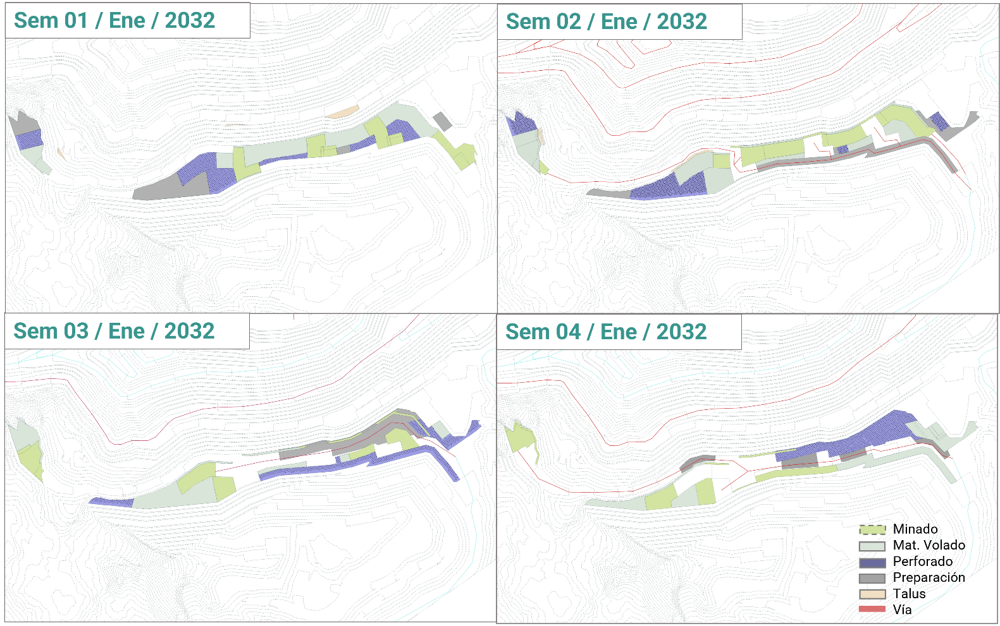 Sem 01 / Ene / 2032
Sem 02 / Ene / 2032
Sem 03 / Ene / 2032
Sem 04 / Ene / 2032
Minado
Mat. Volado
Perforado
Preparación
Talus
Vía